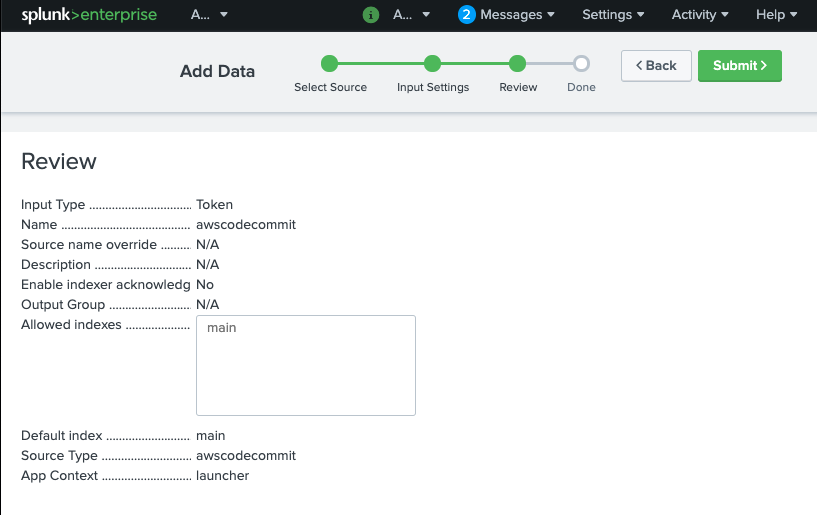 splunk>enterprise A... ▼ i A... ▼ 2 Messages ▼ Settings ▼ Activity ▼ Help ▼
Add Data
Select Source Input Settings Review Done
< Back Submit >
Review
Input Type ............................... Token
Name ....................................... awscodecommit
Source name override ......... N/A
Description ............................. N/A
Enable indexer acknowledg No
Output Group ......................... N/A
Allowed indexes .................... main
Default index .......................... main
Source Type ........................... awscodecommit
App Context ........................... launcher